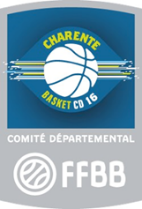 CHARENTE
BASKET CD 16
COMITÉ DÉPARTEMENTAL
FFBB